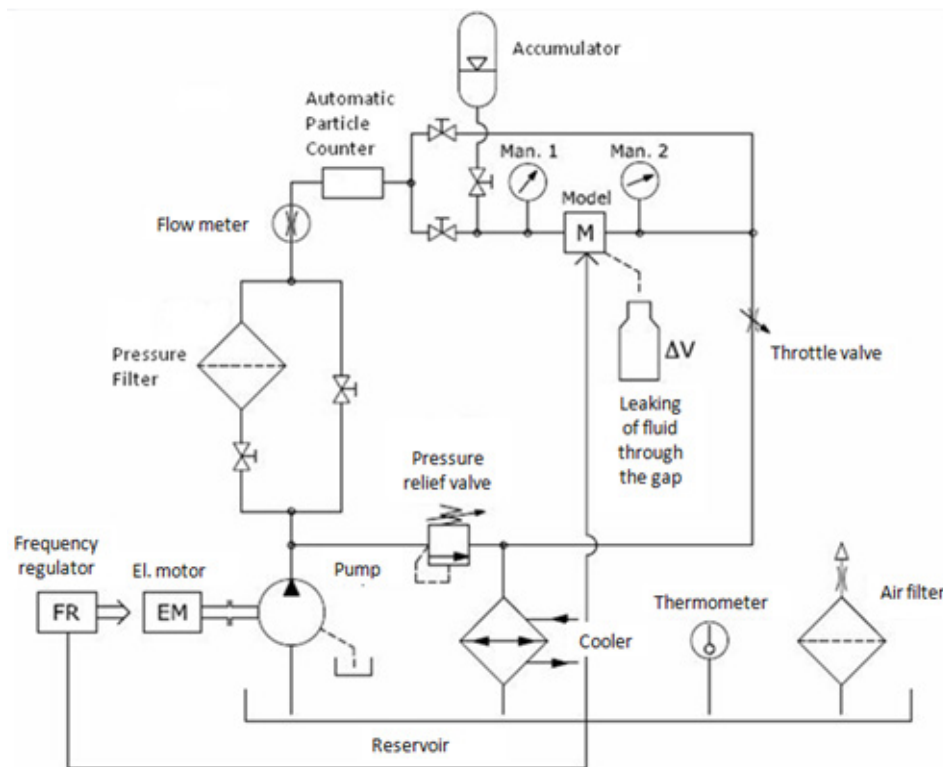 Accumulator
Automatic
Particle
Counter
Man. 1
Man. 2
Model
M
Flow meter
Pressure
Filter
ΔV
Throttle valve
Leaking
of fluid
through
the gap
Pressure
relief valve
Frequency
regulator
El. motor
Pump
FR
EM
Thermometer
Air filter
Cooler
Reservoir